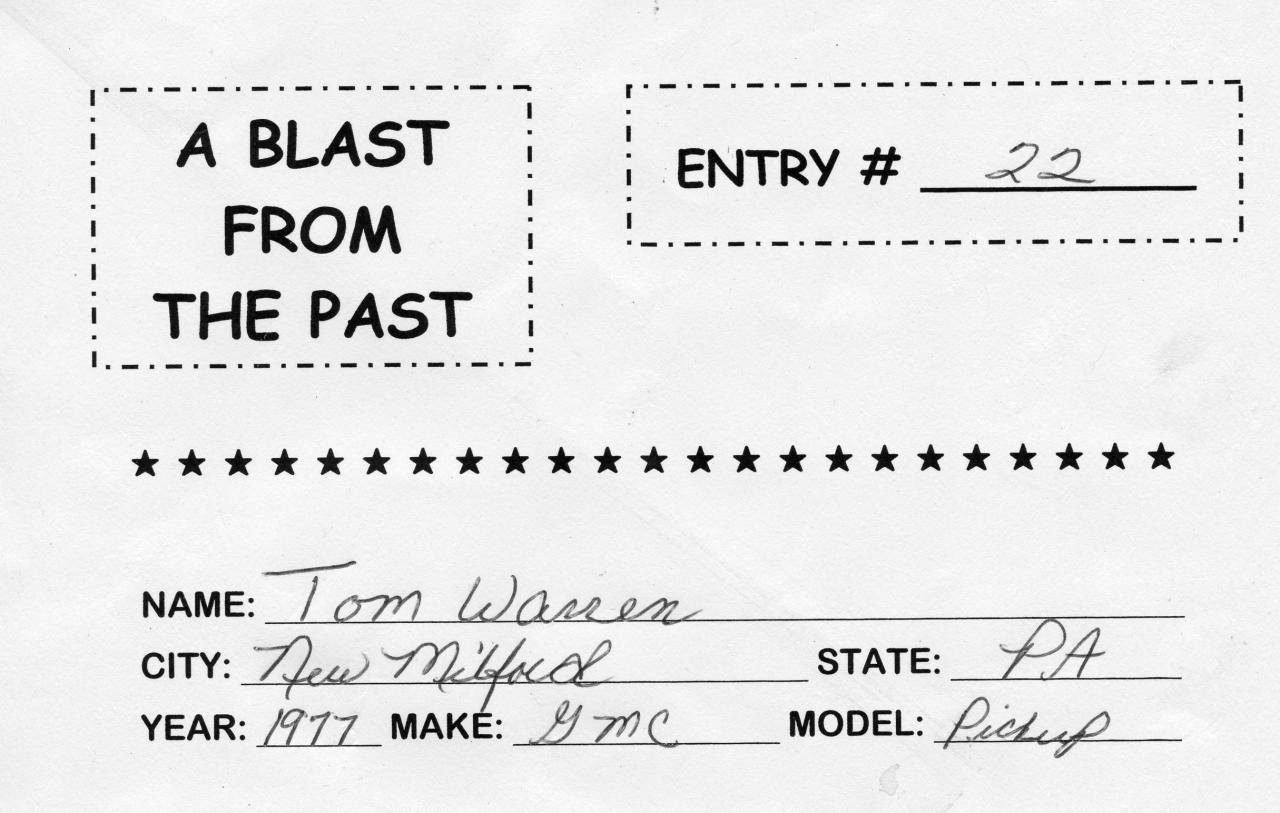 A BLAST
FROM
THE PAST
ENTRY # 22
NAME: Tom Warren
CITY: New Milford STATE: PA
YEAR: 1977 MAKE: GMC MODEL: Pickup